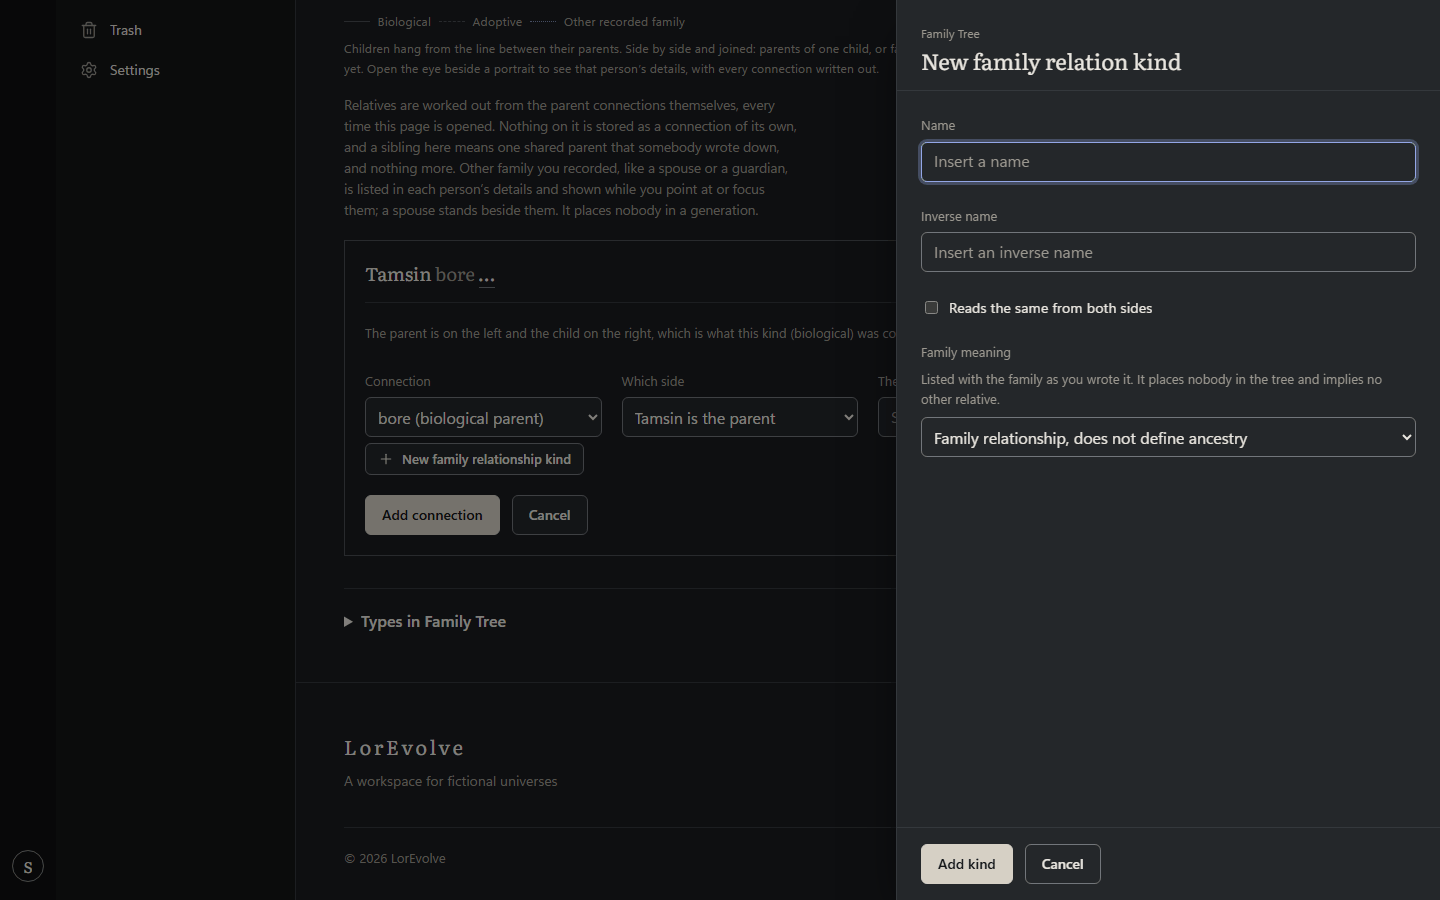 Trash
Settings
Biological
Adoptive
Other recorded family
Children hang from the line between their parents. Side by side and joined: parents of one child, or fa
yet. Open the eye beside a portrait to see that person's details, with every connection written out.
Relatives are worked out from the parent connections themselves, every
time this page is opened. Nothing on it is stored as a connection of its own,
and a sibling here means one shared parent that somebody wrote down,
and nothing more. Other family you recorded, like a spouse or a guardian,
is listed in each person's details and shown while you point at or focus
them; a spouse stands beside them. It places nobody in a generation.
Tamsin bore ...
The parent is on the left and the child on the right, which is what this kind (biological) was co
Connection
Which side
The
bore (biological parent)
Tamsin is the parent
S
New family relationship kind
Add connection
Cancel
Types in Family Tree
LorEvolve
A workspace for fictional universes
© 2026 LorEvolve
S
Family Tree
New family relation kind
Name
Insert a name
Inverse name
Insert an inverse name
Reads the same from both sides
Family meaning
Listed with the family as you wrote it. It places nobody in the tree and implies no
other relative.
Family relationship, does not define ancestry
Add kind
Cancel